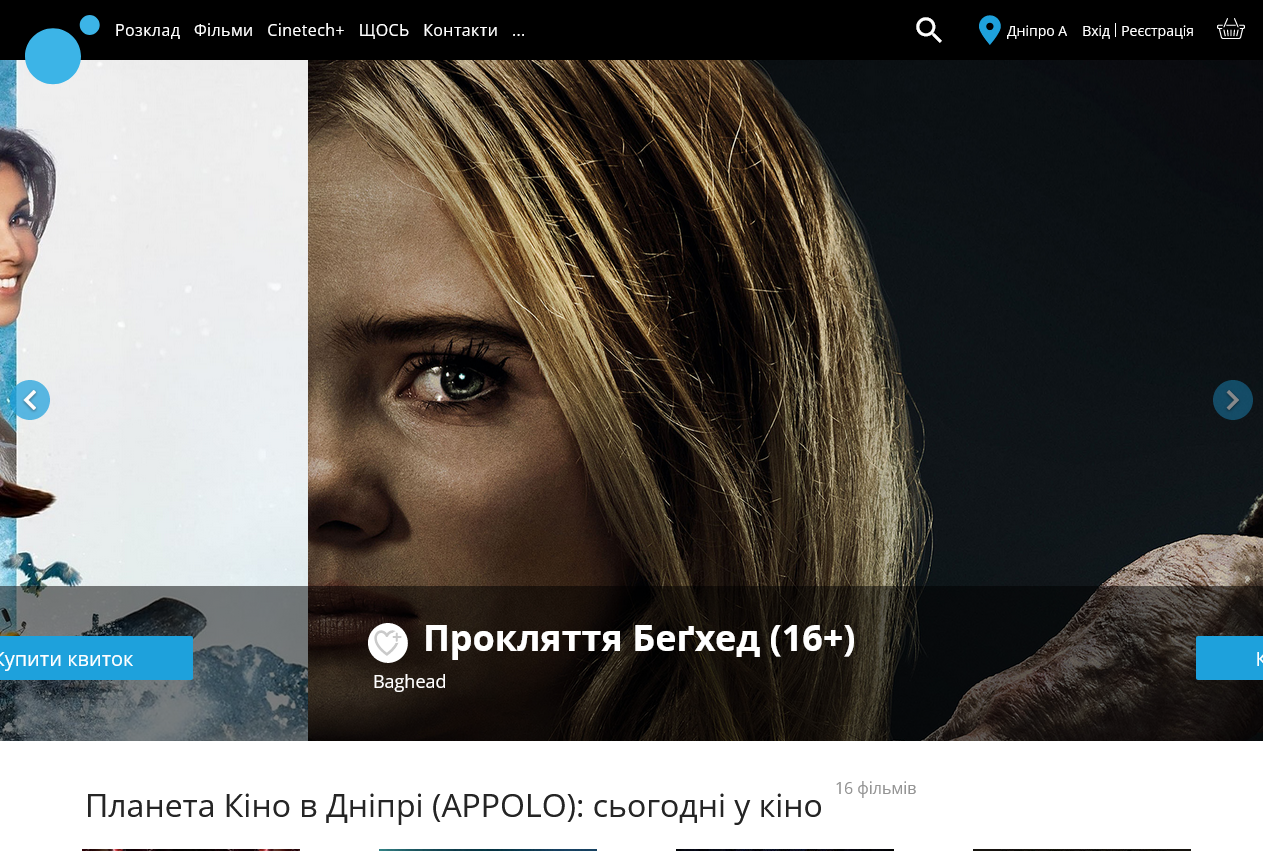 Розклад Фільми Cinetech+ ЩОСЬ Контакти ... Дніпро A Вхід | Реєстрація
Прокляття Беґхед (16+)
Купити квиток
Baghead
Планета Кіно в Дніпрі (APPOLO): сьогодні у кіно 16 фільмів